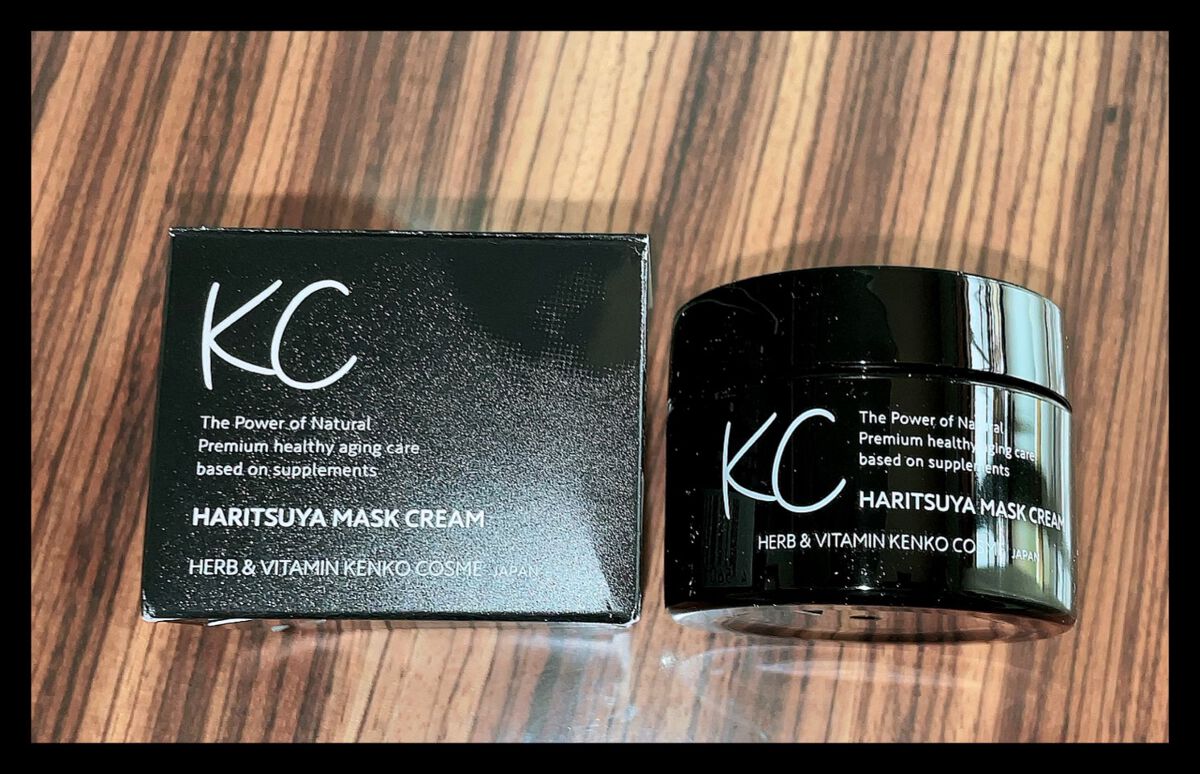 KC
The Power of Natural
Premium healthy aging care
based on supplements
HARITSUYA MASK CREAM
HERB & VITAMIN KENKO COSME JAPAN
KC
The Power of Natural
Premium healthy aging care
based on supplements
HARITSUYA MASK CREAM
HERB & VITAMIN KENKO COSME JAPAN